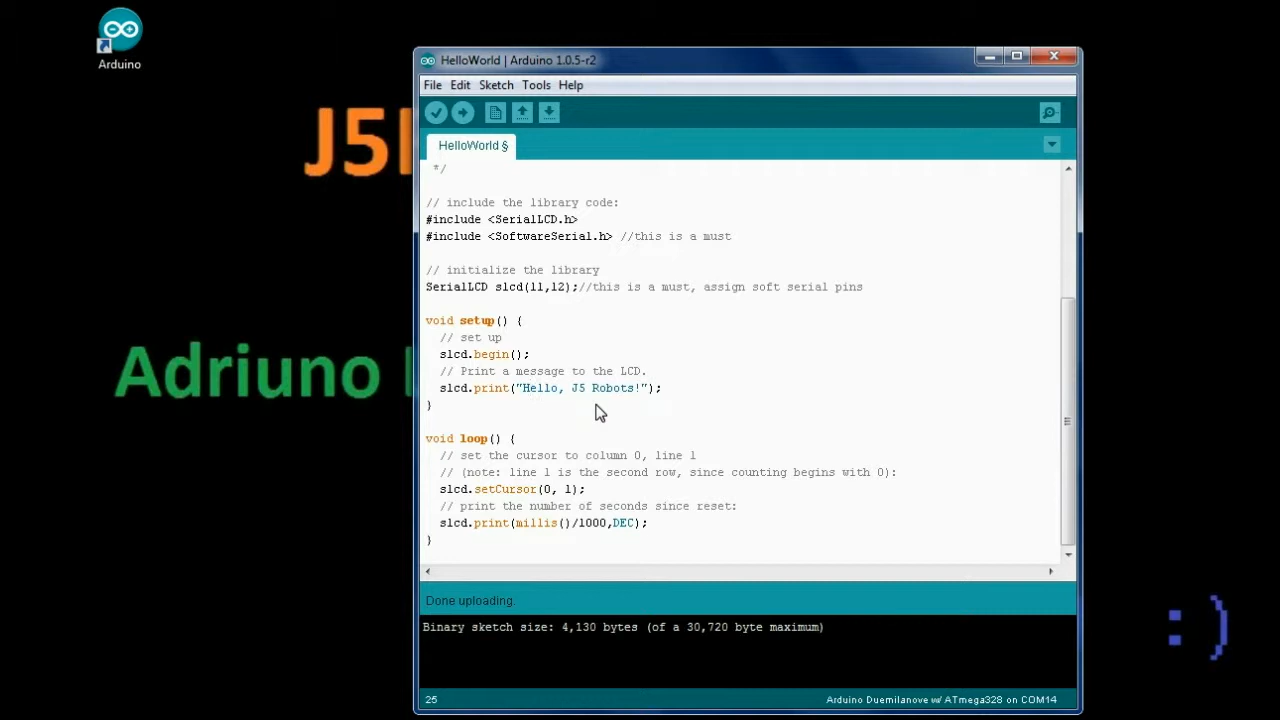 Arduino
J5
Adriuno
HelloWorld | Arduino 1.0.5-r2
File Edit Sketch Tools Help
HelloWorld §
*/
// include the library code:
#include <SerialLCD.h>
#include <SoftwareSerial.h> //this is a must
// initialize the library
SerialLCD slcd(11,12);//this is a must, assign soft serial pins
void setup() {
// set up
slcd.begin();
// Print a message to the LCD.
slcd.print("Hello, J5 Robots!");
}
void loop() {
// set the cursor to column 0, line 1
// (note: line 1 is the second row, since counting begins with 0):
slcd.setCursor(0, 1);
// print the number of seconds since reset:
slcd.print(millis()/1000,DEC);
}
Done uploading.
Binary sketch size: 4,130 bytes (of a 30,720 byte maximum)
25
Arduino Duemilanove w/ ATmega328 on COM14
:)